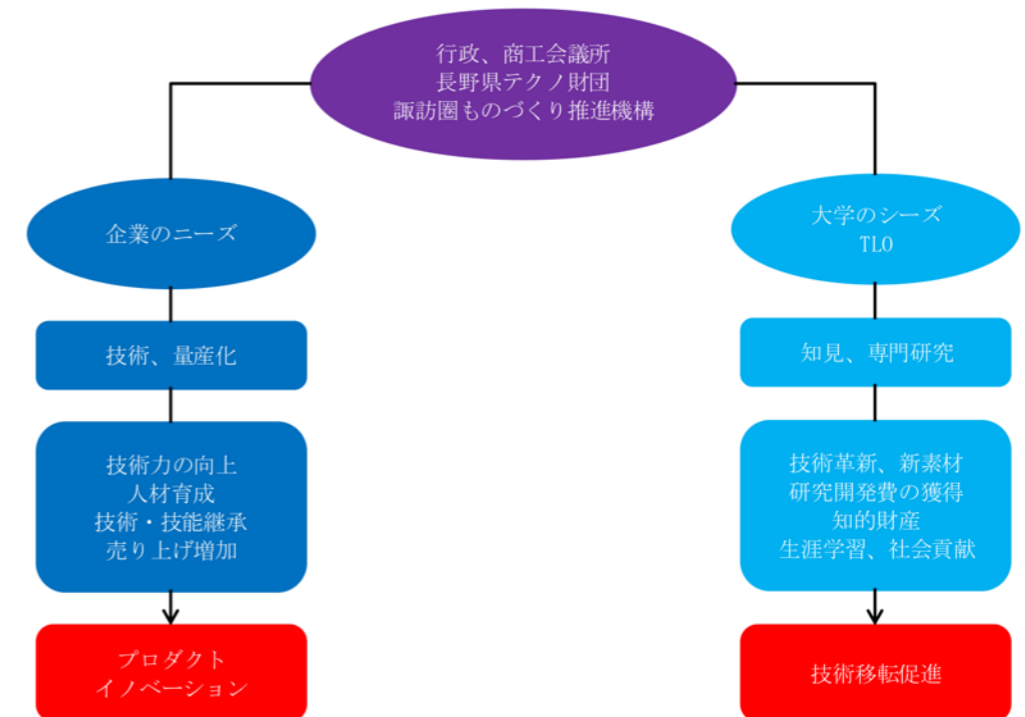 行政、商工会議所
長野県テクノ財団
諏訪圏ものづくり推進機構
企業のニーズ
大学のシーズ
TLO
技術、量産化
知見、専門研究
技術力の向上
人材育成
技術・技能継承
売り上げ増加
技術革新、新素材
研究開発費の獲得
知的財産
生涯学習、社会貢献
プロダクト
イノベーション
技術移転促進